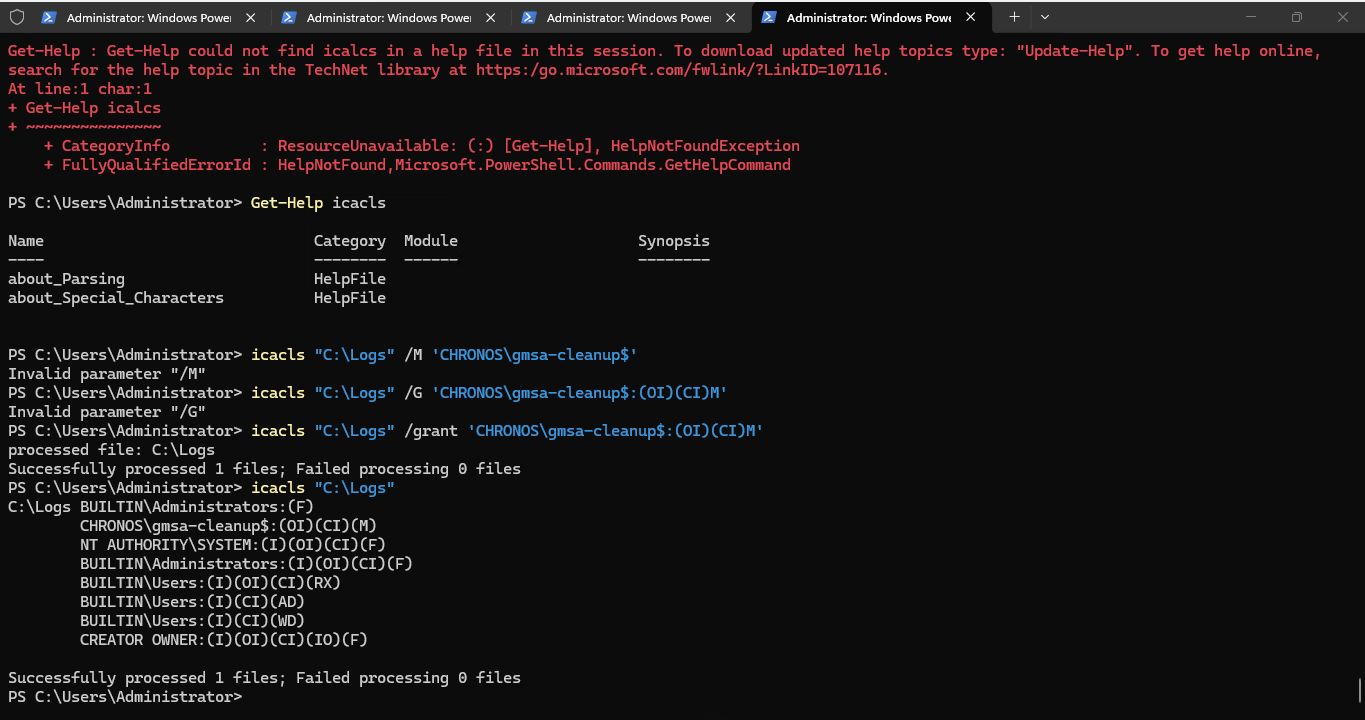 Administrator: Windows Power
Administrator: Windows Power
Administrator: Windows Power
Administrator: Windows Powe
Get-Help : Get-Help could not find icalcs in a help file in this session. To download updated help topics type: "Update-Help". To get help online,
search for the help topic in the TechNet library at https:/go.microsoft.com/fwlink/?LinkID=107116.
At line:1 char:1
+ Get-Help icalcs
+ ~~~~~~~~~~~~~~~
    + CategoryInfo          : ResourceUnavailable: (:) [Get-Help], HelpNotFoundException
    + FullyQualifiedErrorId : HelpNotFound,Microsoft.PowerShell.Commands.GetHelpCommand
PS C:\Users\Administrator> Get-Help icacls
Name                              Category  Module                    Synopsis
----                              --------  ------                    --------
about_Parsing                     HelpFile
about_Special_Characters          HelpFile
PS C:\Users\Administrator> icacls "C:\Logs" /M 'CHRONOS\gmsa-cleanup$'
Invalid parameter "/M"
PS C:\Users\Administrator> icacls "C:\Logs" /G 'CHRONOS\gmsa-cleanup$:(OI)(CI)M'
Invalid parameter "/G"
PS C:\Users\Administrator> icacls "C:\Logs" /grant 'CHRONOS\gmsa-cleanup$:(OI)(CI)M'
processed file: C:\Logs
Successfully processed 1 files; Failed processing 0 files
PS C:\Users\Administrator> icacls "C:\Logs"
C:\Logs BUILTIN\Administrators:(F)
        CHRONOS\gmsa-cleanup$:(OI)(CI)(M)
        NT AUTHORITY\SYSTEM:(I)(OI)(CI)(F)
        BUILTIN\Administrators:(I)(OI)(CI)(F)
        BUILTIN\Users:(I)(OI)(CI)(RX)
        BUILTIN\Users:(I)(CI)(AD)
        BUILTIN\Users:(I)(CI)(WD)
        CREATOR OWNER:(I)(OI)(CI)(IO)(F)
Successfully processed 1 files; Failed processing 0 files
PS C:\Users\Administrator>